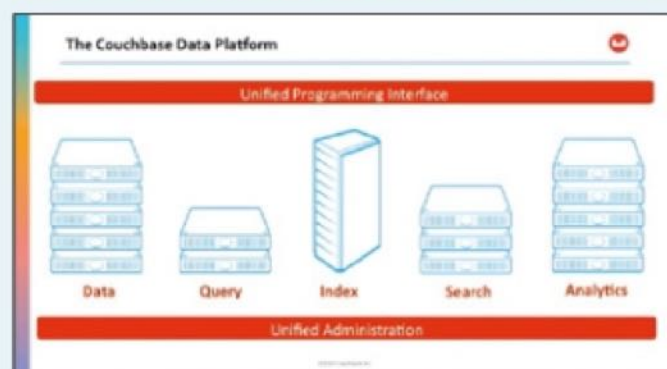 The Couchbase Data Platform
Unified Programming Interface
Data
Query
Index
Search
Analytics
Unified Administration